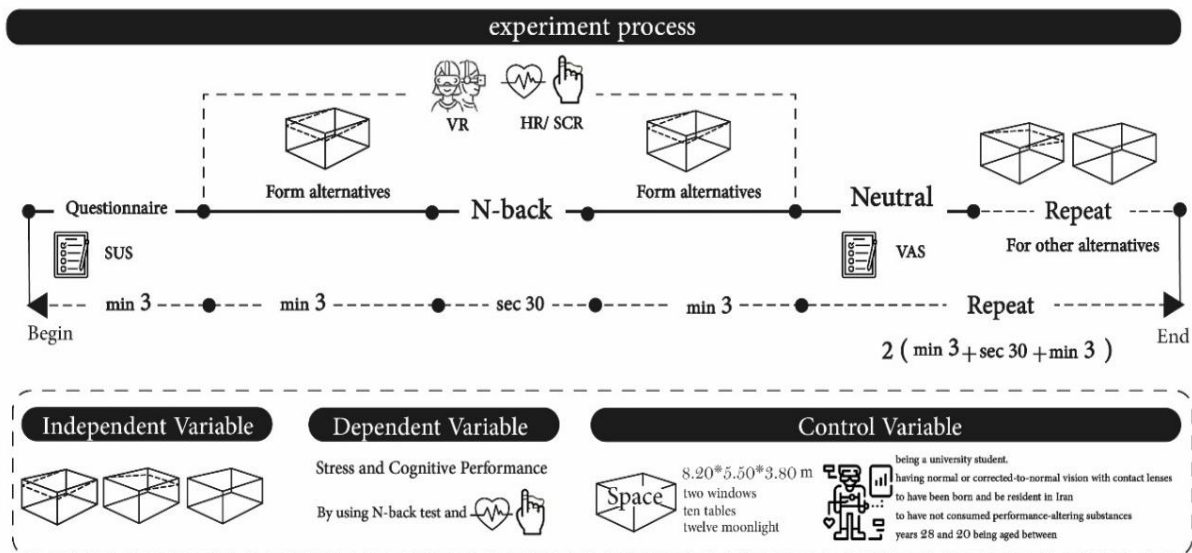 experiment process
VR
HR/ SCR
Form alternatives
Form alternatives
Questionnaire
N-back
Neutral
Repeat
SUS
VAS
For other alternatives
min 3
min 3
sec 30
min 3
Repeat
Begin
End
2 ( min 3+sec 30 +min 3 )
Independent Variable
Dependent Variable
Stress and Cognitive Performance
By using N-back test and
Control Variable
Space
8.20*5.50*3.80 m
two windows
ten tables
twelve moonlight
being a university student.
having normal or corrected-to-normal vision with contact lenses
to have been born and be resident in Iran
to have not consumed performance-altering substances
years 28 and 20 being aged between